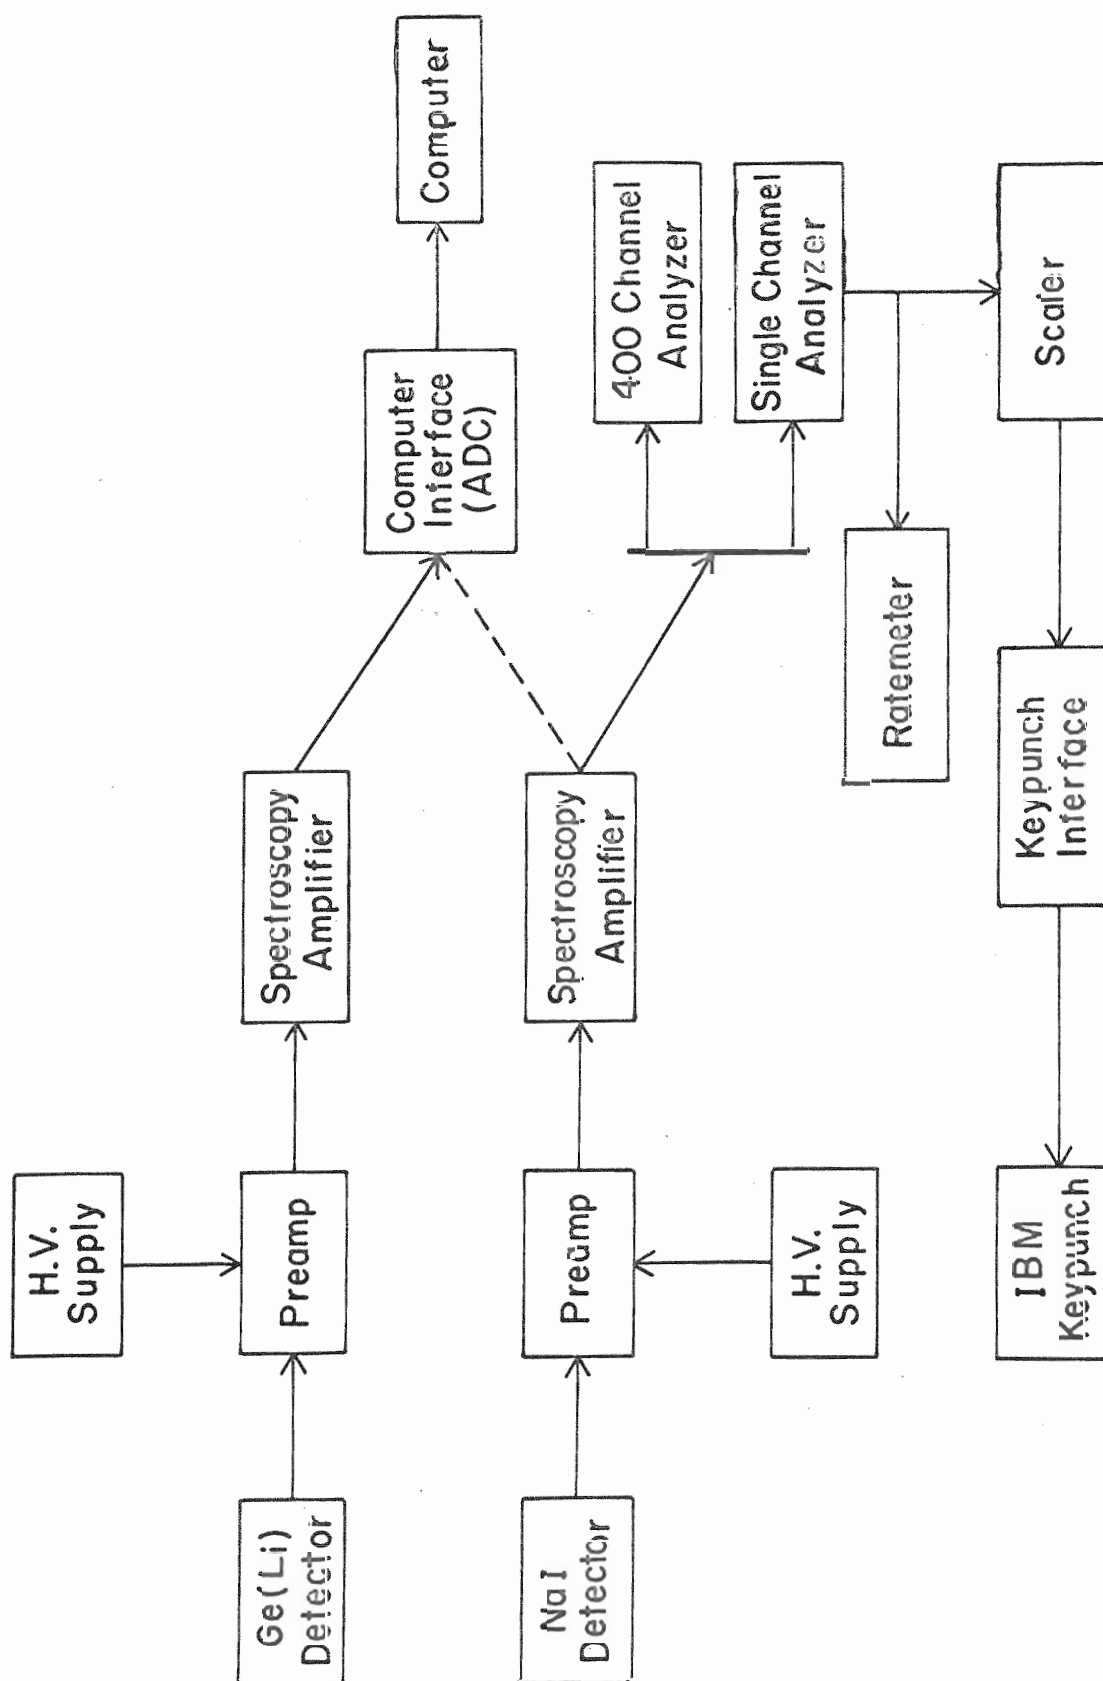 H.V.
Supply
Ge(Li)
Detector
Preamp
Spectroscopy
Amplifier
Computer
Interface
(ADC)
Computer
NaI
Detector
Preamp
Spectroscopy
Amplifier
400 Channel
Analyzer
Single Channel
Analyzer
H.V.
Supply
Ratemeter
IBM
Keypunch
Keypunch
Interface
Scaler